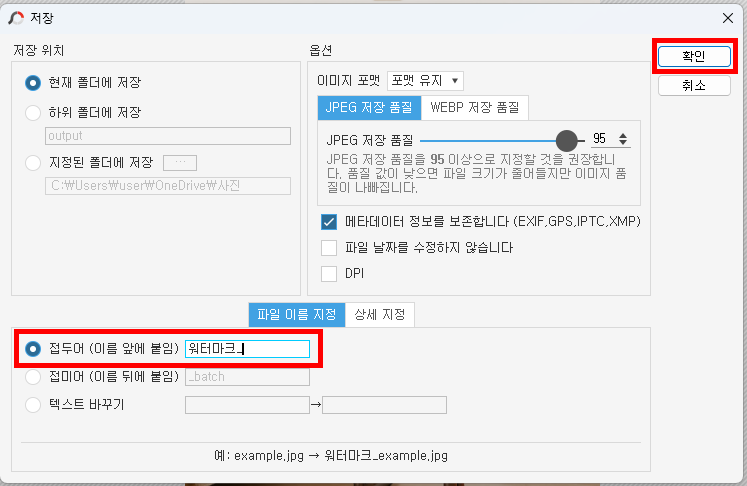 저장
저장 위치
현재 폴더에 저장
하위 폴더에 저장
output
지정된 폴더에 저장 ...
C:\Users\user\OneDrive\사진
옵션
이미지 포맷 포맷 유지
JPEG 저장 품질 WEBP 저장 품질
JPEG 저장 품질 95
JPEG 저장 품질을 95 이상으로 지정할 것을 권장합니
다. 품질 값이 낮으면 파일 크기가 줄어들지만 이미지 품
질이 나빠집니다.
메타데이터 정보를 보존합니다 (EXIF,GPS,IPTC,XMP)
파일 날짜를 수정하지 않습니다
DPI
확인
취소
파일 이름 지정 상세 지정
접두어 (이름 앞에 붙임) 워터마크_
접미어 (이름 뒤에 붙임) _batch
텍스트 바꾸기 →
예: example.jpg → 워터마크_example.jpg